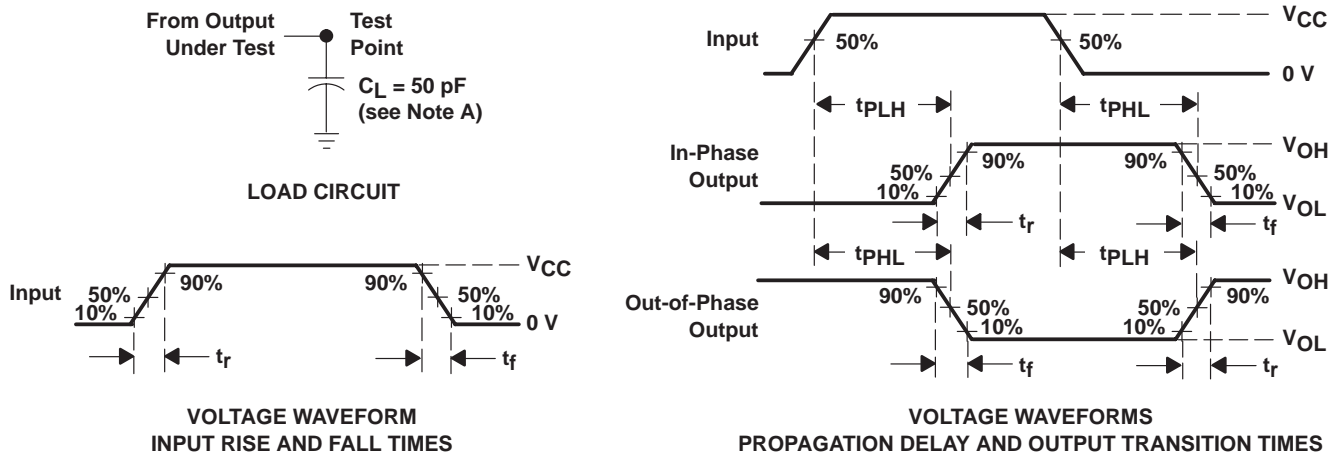 From Output
Under Test
Test
Point
CL = 50 pF
(see Note A)
LOAD CIRCUIT
Input
50%
10%
90%
90%
50%
10%
VCC
0 V
tr
tf
VOLTAGE WAVEFORM
INPUT RISE AND FALL TIMES
Input
50%
50%
VCC
0 V
tPLH
tPHL
In-Phase
Output
50%
10%
90%
90%
50%
10%
VOH
VOL
tr
tf
tPHL
tPLH
Out-of-Phase
Output
90%
50%
10%
50%
10%
90%
VOH
VOL
tf
tr
VOLTAGE WAVEFORMS
PROPAGATION DELAY AND OUTPUT TRANSITION TIMES